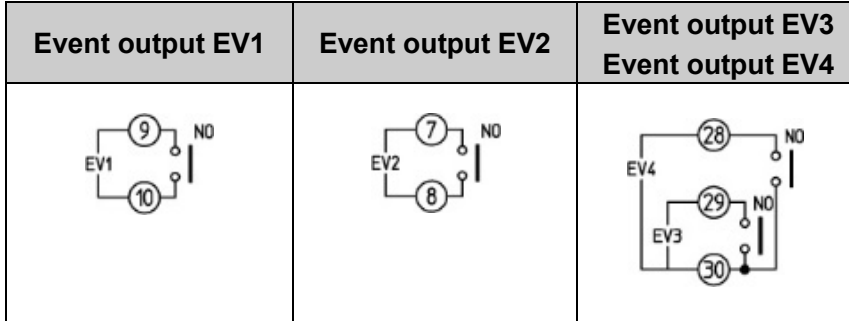 Event output EV1
Event output EV2
Event output EV3
Event output EV4
9
NO
EV1
10
7
NO
EV2
8
28
NO
EV4
29
NO
EV3
30